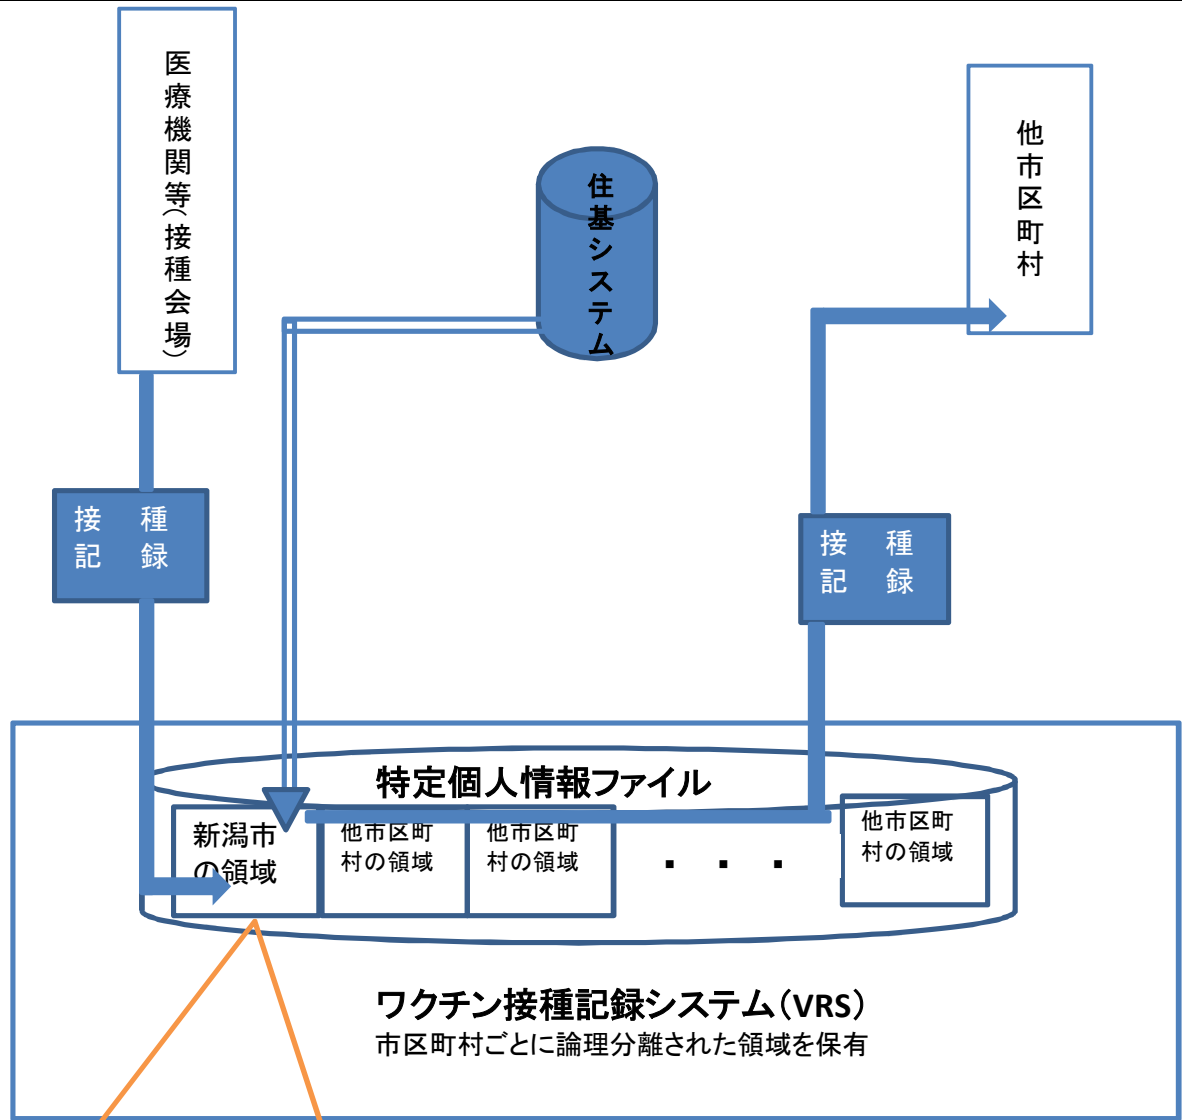 医療機関等（接種会場）
住基システム
他市区町村
接種
記録
接種
記録
特定個人情報ファイル
新潟市
の領域
他市区町
村の領域
他市区町
村の領域
・・・
他市区町
村の領域
ワクチン接種記録システム（VRS）
市区町村ごとに論理分離された領域を保有